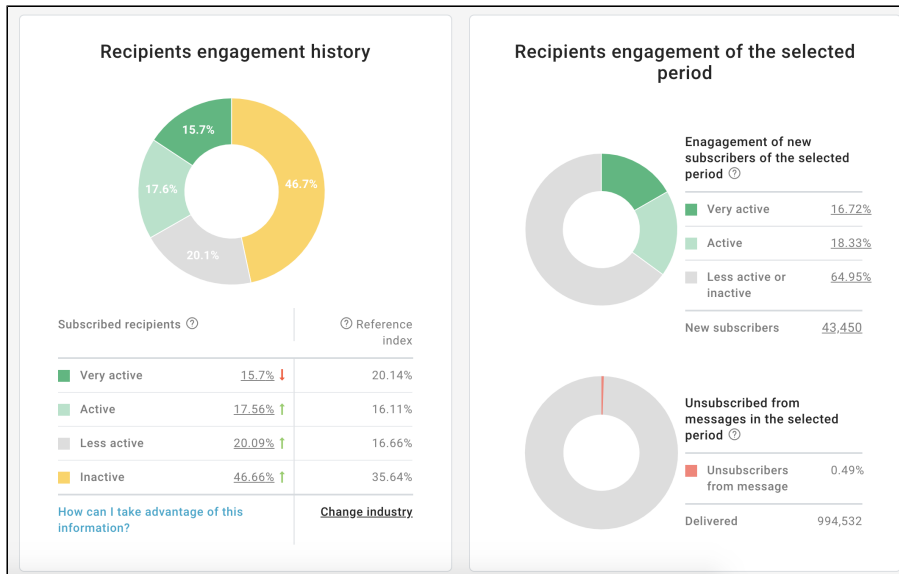 Recipients engagement history
15.7%
46.7%
17.6%
20.1%
Subscribed recipients ?
? Reference
index
Very active 15.7% ↓ 20.14%
Active 17.56% ↑ 16.11%
Less active 20.09% ↑ 16.66%
Inactive 46.66% ↑ 35.64%
How can I take advantage of this
information?
Change industry
Recipients engagement of the selected
period
Enagagement of new
subscribers of the selected
period ?
Very active 16.72%
Active 18.33%
Less active or
inactive
64.95%
New subscribers 43,450
Unsubscribed from
messages in the selected
period ?
Unsubscribers
from message
0.49%
Delivered 994,532